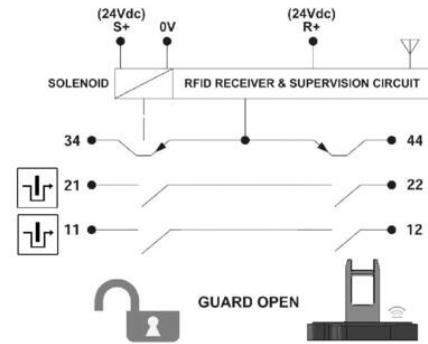 (24Vdc) (24Vdc)
S+ 0V R+
SOLENOID RFiD RECEIVER & SUPERVISION CIRCUIT
34 44
21 22
11 12
GUARD OPEN